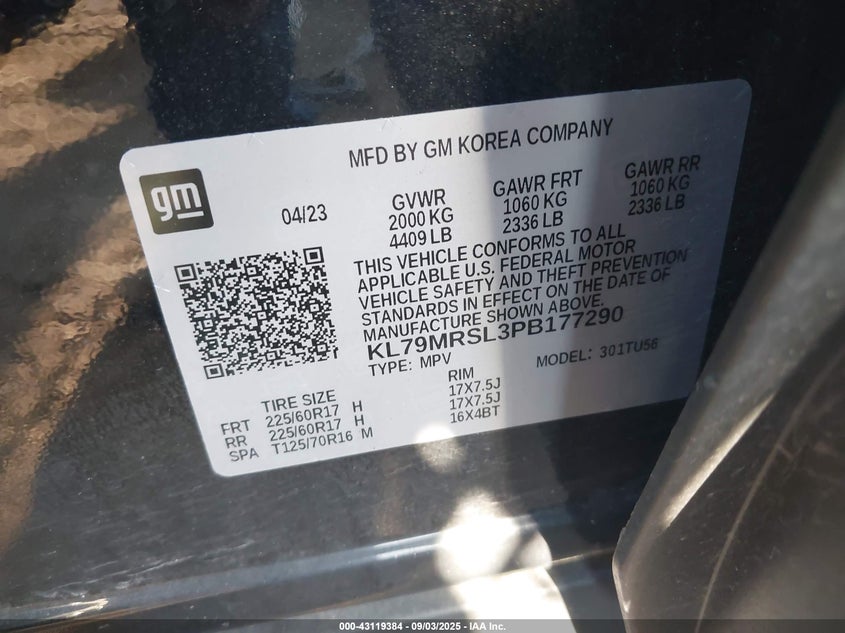 MFD BY GM KOREA COMPANY
gm
04/23
GVWR
2000 KG
4409 LB
GAWR FRT
1060 KG
2336 LB
GAWR RR
1060 KG
2336 LB
THIS VEHICLE CONFORMS TO ALL
APPLICABLE U.S. FEDERAL MOTOR
VEHICLE SAFETY AND THEFT PREVENTION
STANDARDS IN EFFECT ON THE DATE OF
MANUFACTURE SHOWN ABOVE.
KL79MRSL3PB177290
TYPE: MPV MODEL: 301TU56
TIRE SIZE RIM
FRT 225/60R17 H 17X7.5J
RR 225/60R17 H 17X7.5J
SPA T125/70R16 M 16X4BT
000-43119384 - 09/03/2025 - IAA Inc.